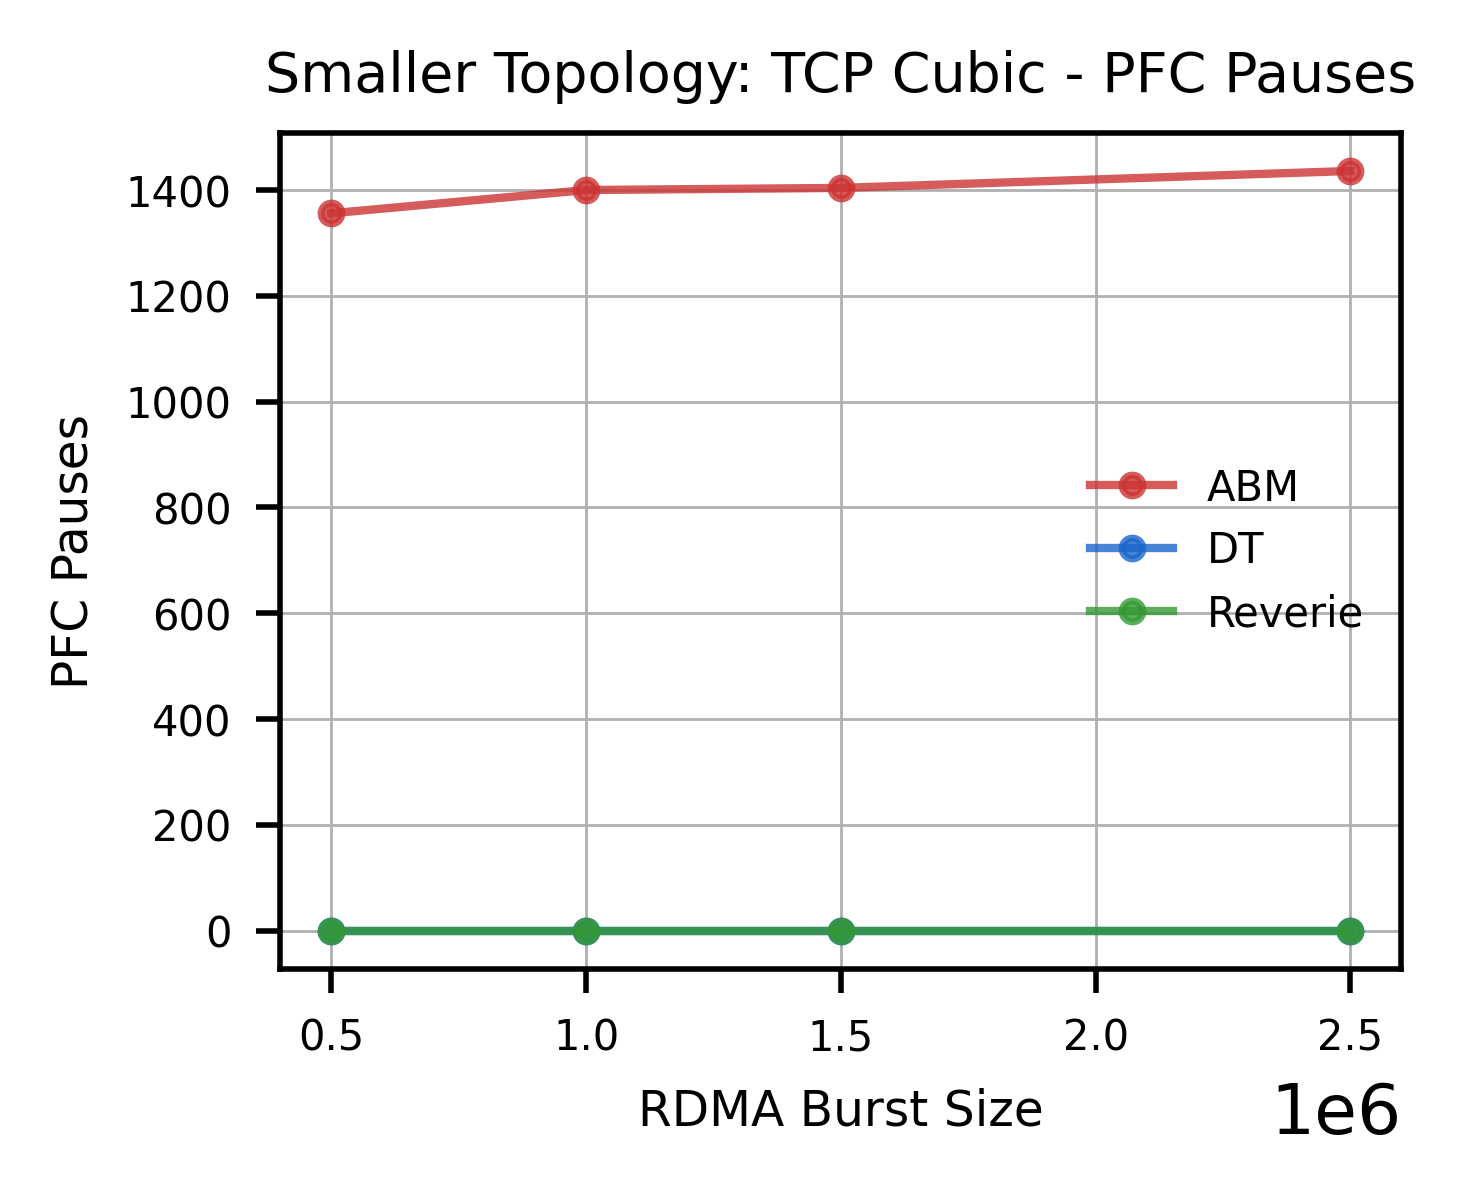 Smaller Topology: TCP Cubic - PFC Pauses
PFC Pauses
1400
1200
1000
800
600
400
200
0
ABM
DT
Reverie
0.5 1.0 1.5 2.0 2.5
RDMA Burst Size
1e6